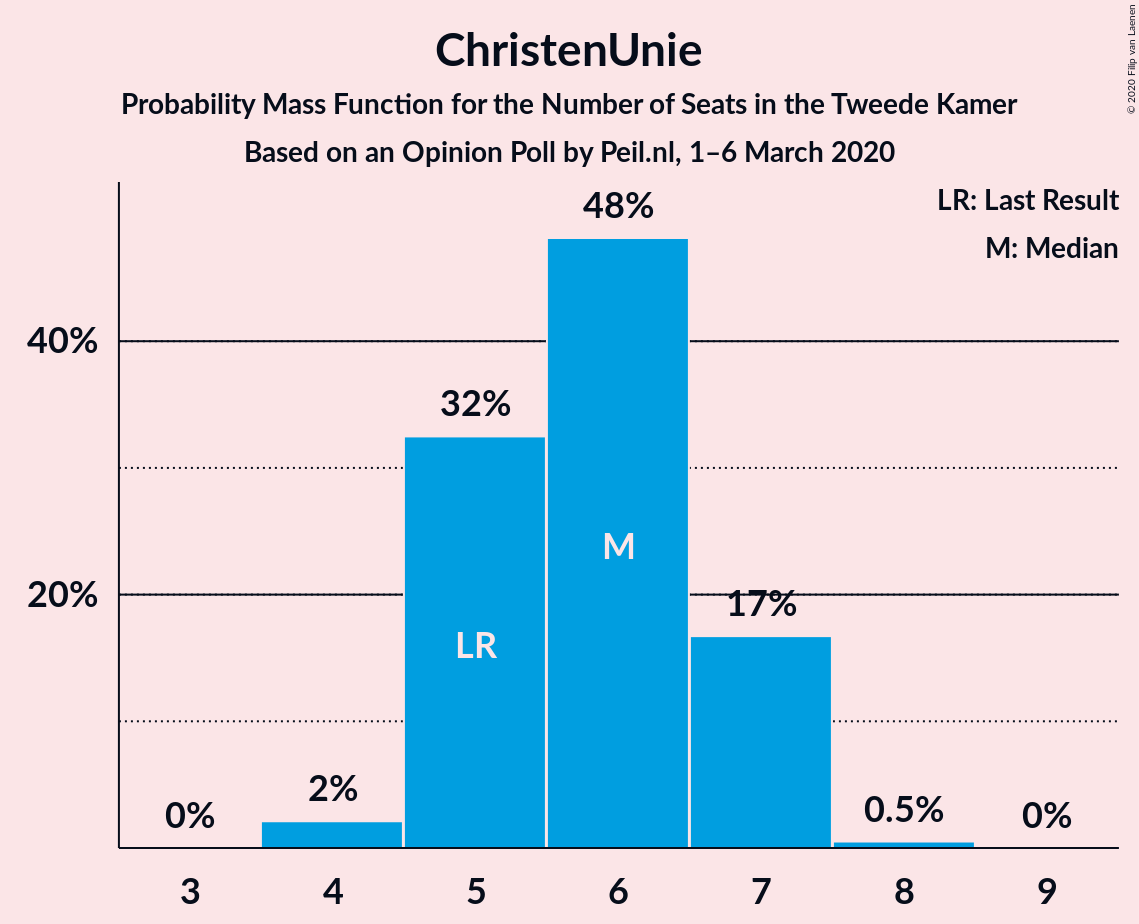 ChristenUnie
Probability Mass Function for the Number of Seats in the Tweede Kamer
Based on an Opinion Poll by Peil.nl, 1–6 March 2020
© 2020 Filip van Laenen
LR: Last Result
M: Median
48%
40%
32%
M
20%
17%
LR
2%
0%
0.5%
0%
3 4 5 6 7 8 9